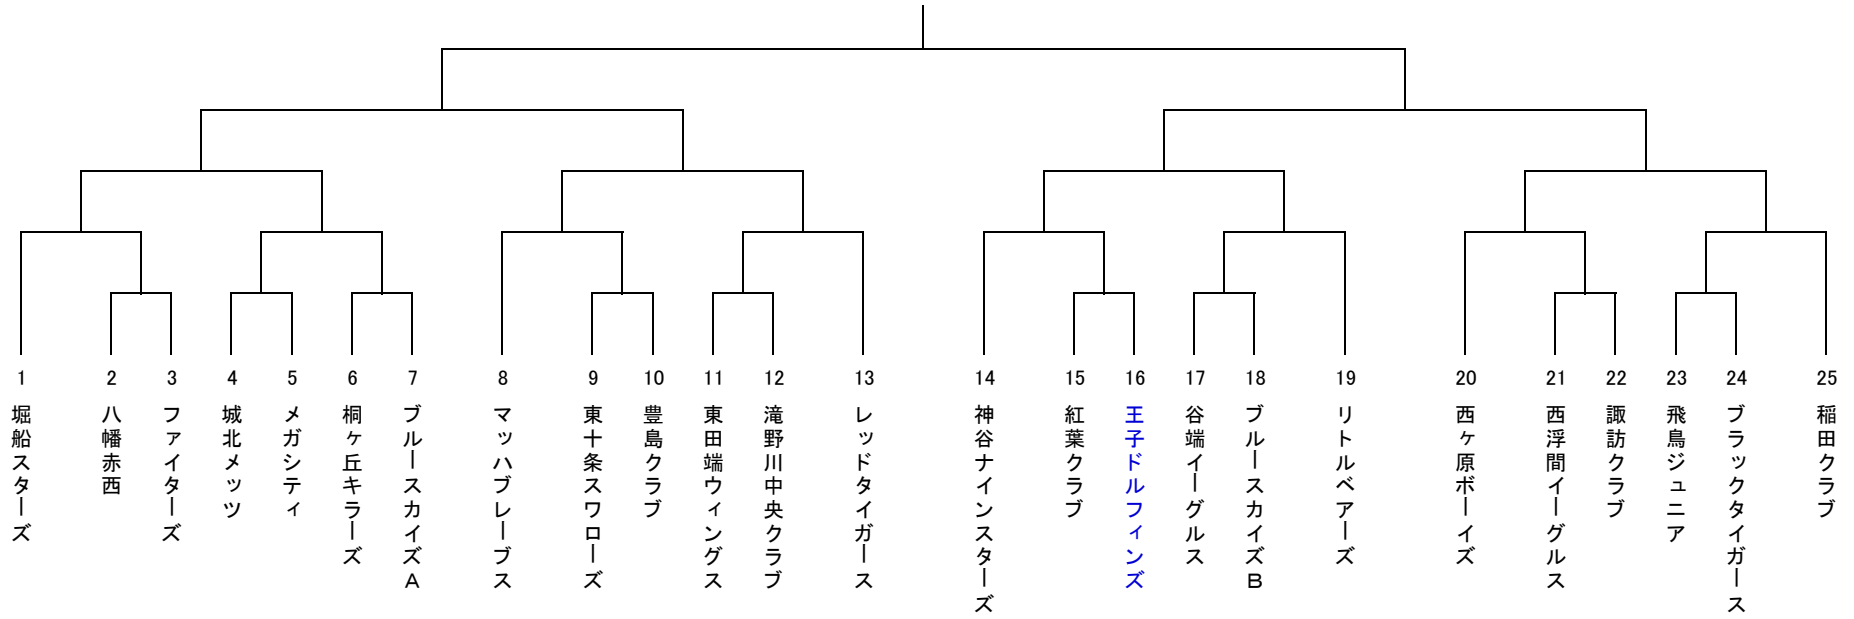 1
堀船スターズ
2
八幡赤西
3
ファイターズ
4
城北メッツ
5
メガシティ
6
桐ヶ丘キラーズ
7
ブルースカイズA
8
マッハブレーブス
9
東十条スワローズ
10
豊島クラブ
11
東田端ウィングス
12
滝野川中央クラブ
13
レッドタイガース
14
神谷ナインスターズ
15
紅葉クラブ
16
王子ドルフィンズ
17
谷端イーグルス
18
ブルースカイズB
19
リトルベアーズ
20
西ヶ原ボーイズ
21
西浮間イーグルス
22
諏訪クラブ
23
飛鳥ジュニア
24
ブラックタイガース
25
稲田クラブ